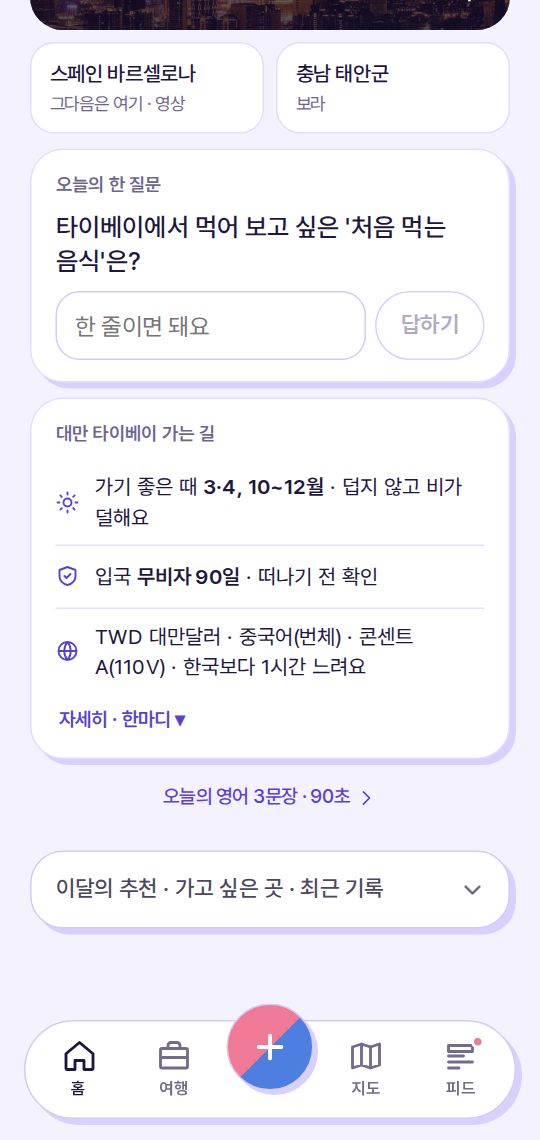 스페인 바르셀로나
그다음은 여기 · 영상
충남 태안군
보라
오늘의 한 질문
타이베이에서 먹어 보고 싶은 '처음 먹는
음식'은?
한 줄이면 돼요
답하기
대만 타이베이 가는 길
가기 좋은 때 3·4, 10~12월 · 덥지 않고 비가
덜해요
입국 무비자 90일 · 떠나기 전 확인
TWD 대만달러 · 중국어(번체) · 콘센트
A(110V) · 한국보다 1시간 느려요
자세히 · 한마디 ▾
오늘의 영어 3문장 · 90초
이달의 추천 · 가고 싶은 곳 · 최근 기록
홈
여행
지도
피드